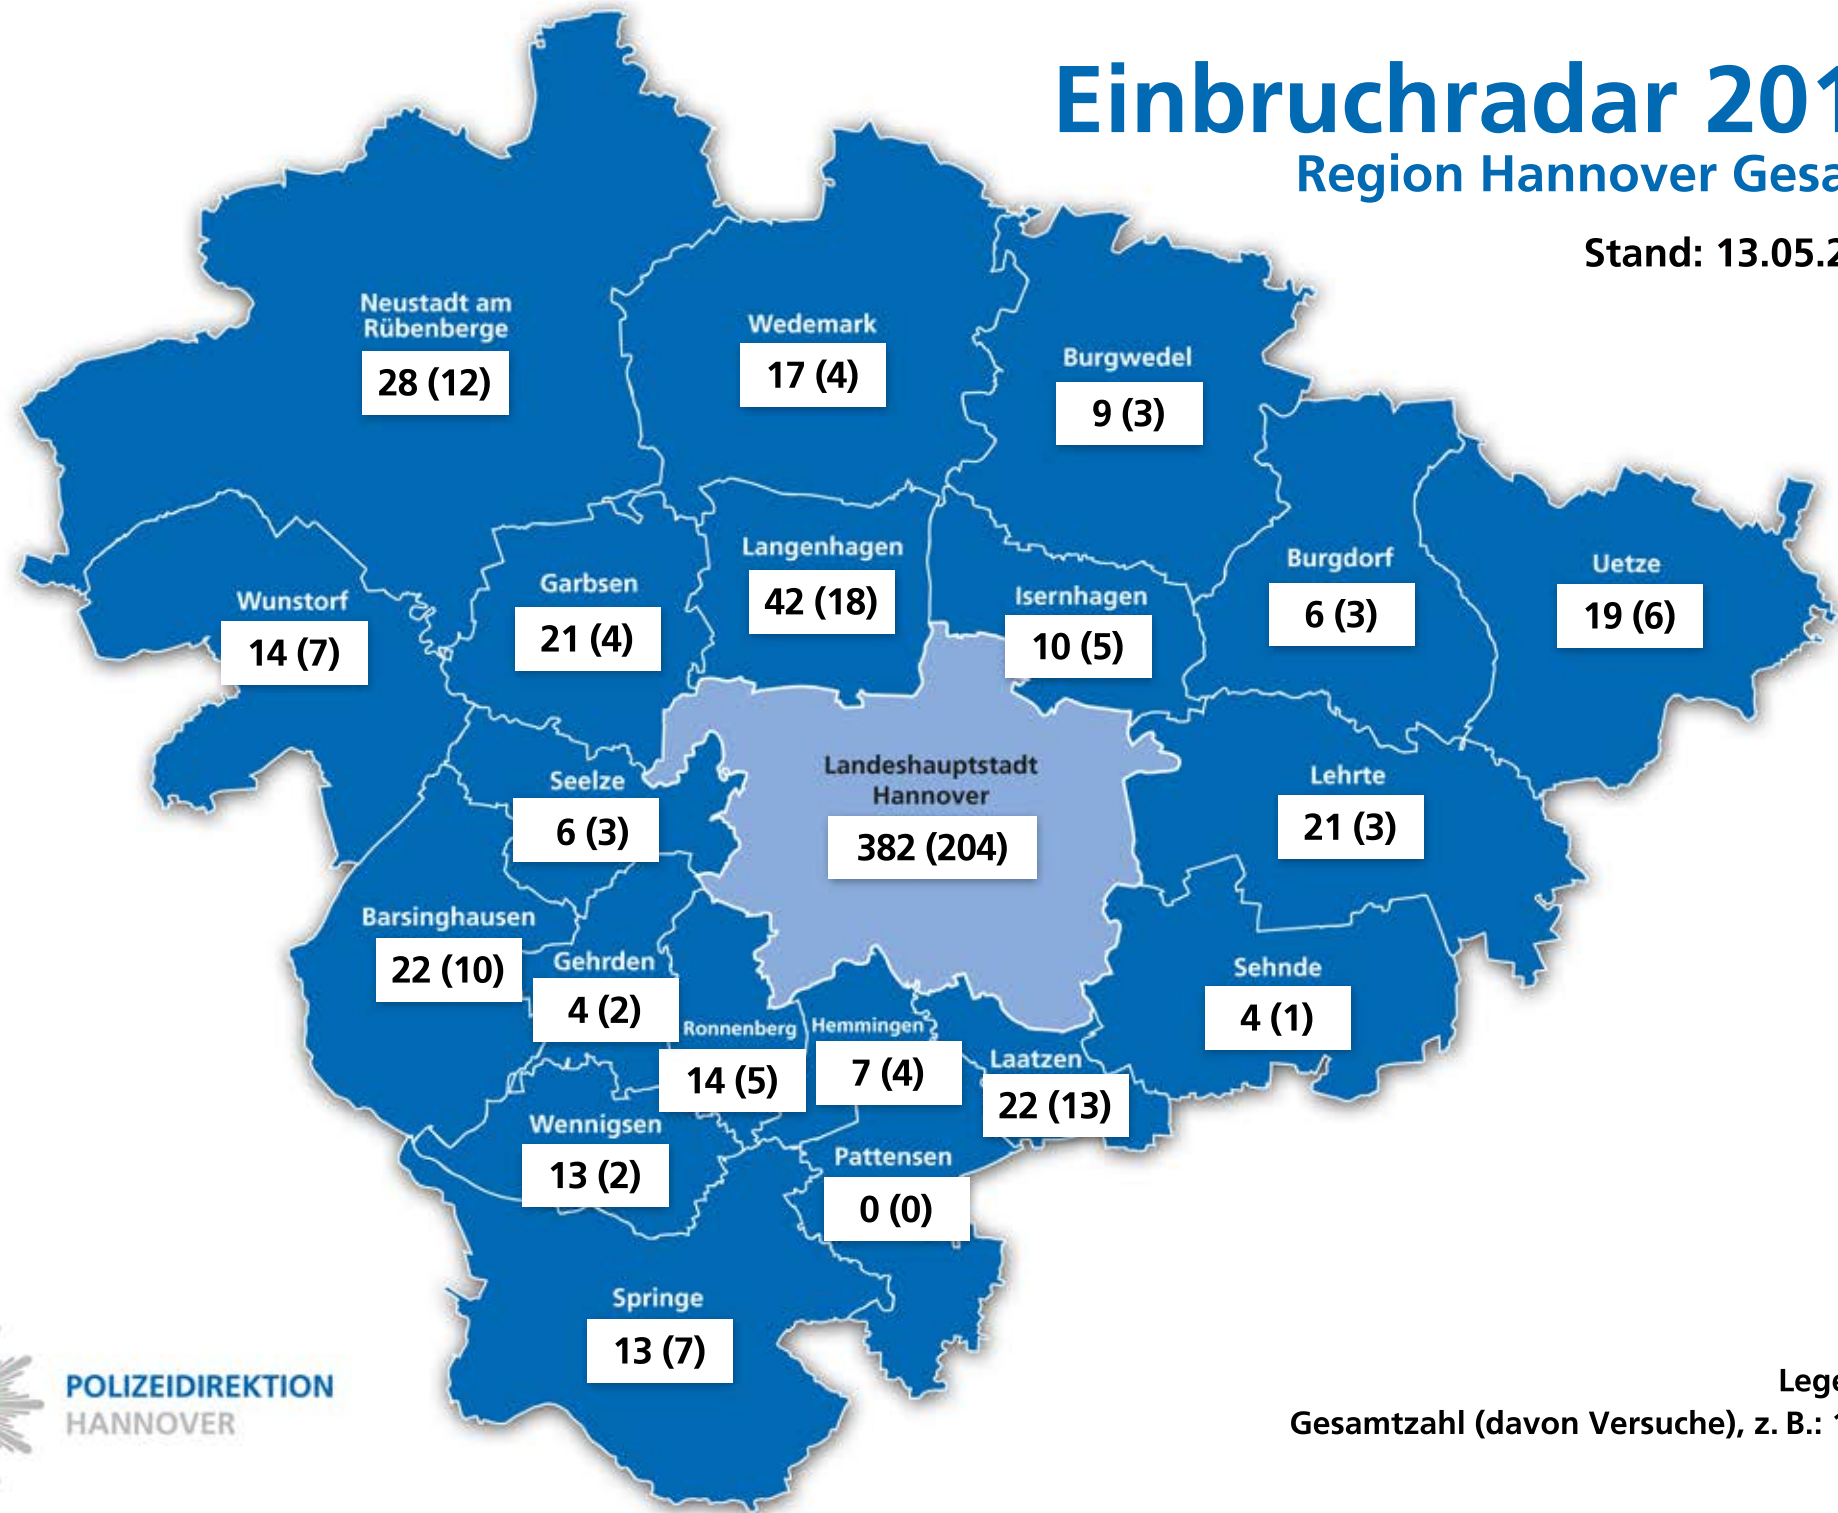 Einbruchradar 201
Region Hannover Gesa
Stand: 13.05.2
Neustadt am
Rübenberge
28 (12)
Wedemark
17 (4)
Burgwedel
9 (3)
Langenhagen
42 (18)
Garbsen
21 (4)
Wunstorf
14 (7)
Isernhagen
10 (5)
Burgdorf
6 (3)
Uetze
19 (6)
Seelze
6 (3)
Landeshauptstadt
Hannover
382 (204)
Lehrte
21 (3)
Barsinghausen
22 (10)
Gehrden
4 (2)
Ronnenberg
14 (5)
Hemmingen
7 (4)
Laatzen
22 (13)
Sehnde
4 (1)
Wennigsen
13 (2)
Pattensen
0 (0)
Springe
13 (7)
POLIZEIDIREKTION
HANNOVER
Lege
Gesamtzahl (davon Versuche), z. B.: 1